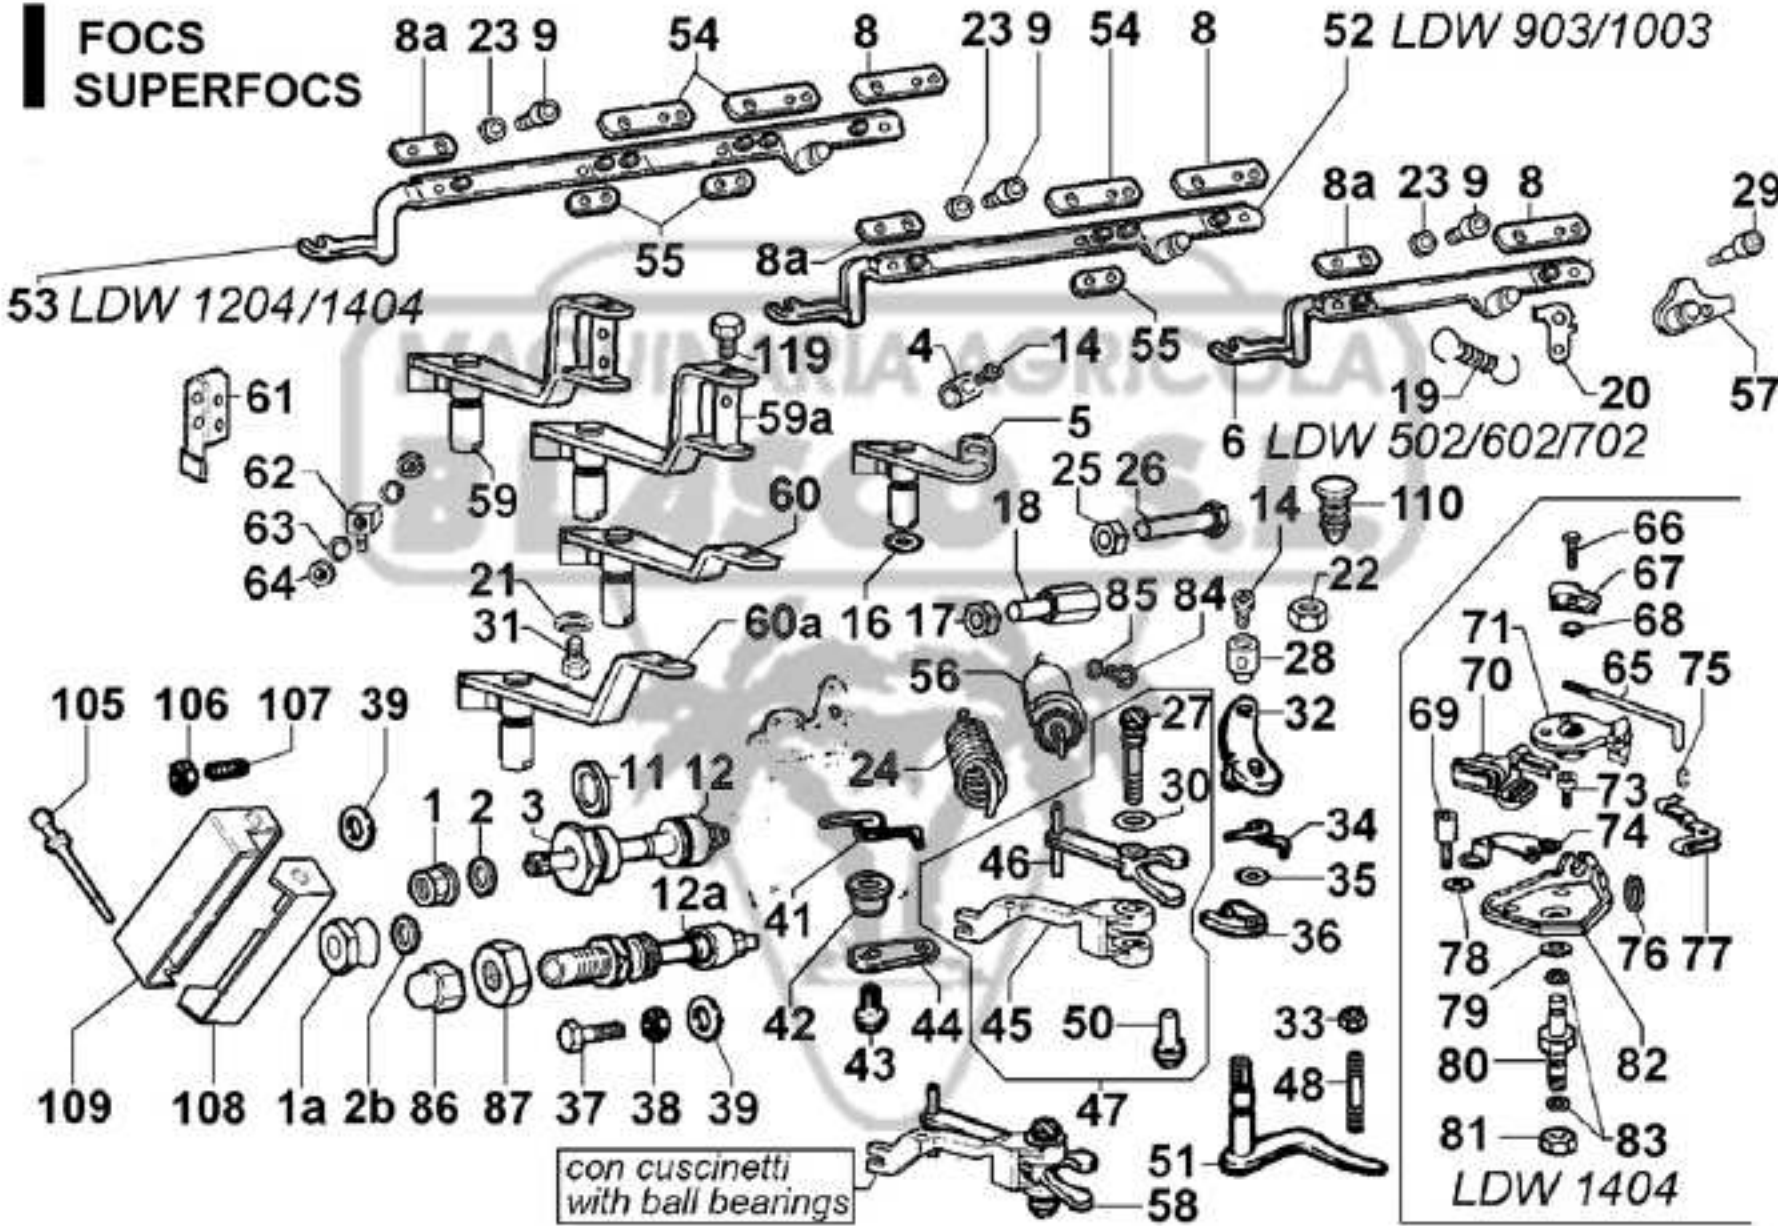 FOCS
SUPERFOCS
8a 23 9 54 8 23 9 54 8 52 LDW 903/1003
8a 23 9 8 29
55 8a
53 LDW 1204/1404
119 4 14 55
MAQUINARIA AGRICOLA
61 59a 5 19 20 57
6 LDW 502/602/702
62 25 26
59 60 18 14 110
BLASCO S.L.
63 66
64 21 16 22 67
31 60a 16 17 85 84 71 68
56 28 70 65 75
105 106 107 39 27 32 69
11 12 24
1 2 3 30 73
46 34 74
12a 41 35
36
78 76 77
42 44 45 50 33 79
43 80 82
109 108 1a 2b 86 87 37 38 39 47 48
81 83
con cuscinetti
with ball bearings
51
58
LDW 1404